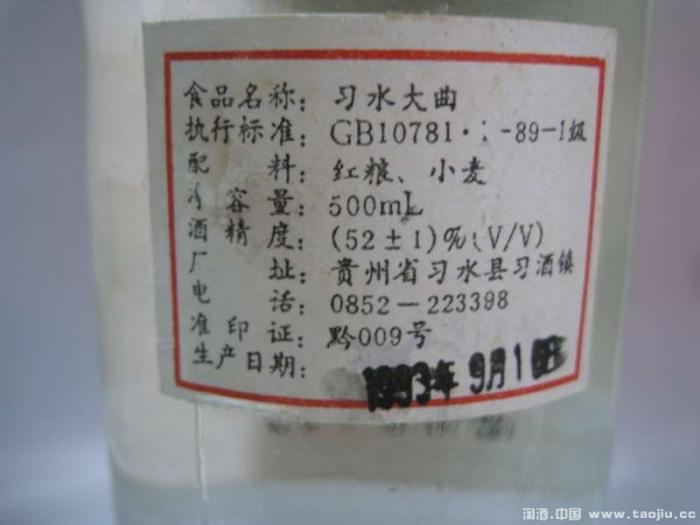 食品名称：习水大曲
执行标准：GB10781·1-89-1级
配 料：红粮、小麦
净 容 量：500mL
酒 精 度：(52±1)%(V/V)
厂 址：贵州省习水县习酒镇
电 话：0852-223398
准 印 证：黔009号
生产日期：1993年9月1日
淘酒.中国 www.taojiu.cc